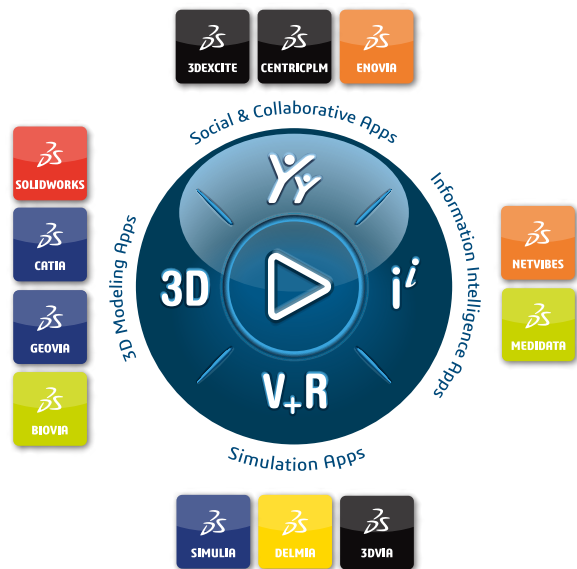 3DEXCITE
CENTRICPLM
ENOVIA
Social & Collaborative Apps
SOLIDWORKS
CATIA
GEOVIA
BIOVIA
3D Modeling Apps
3D
i i
V+R
Information Intelligence Apps
NETVIBES
MEDIDATA
Simulation Apps
SIMULIA
DELMIA
3DVIA